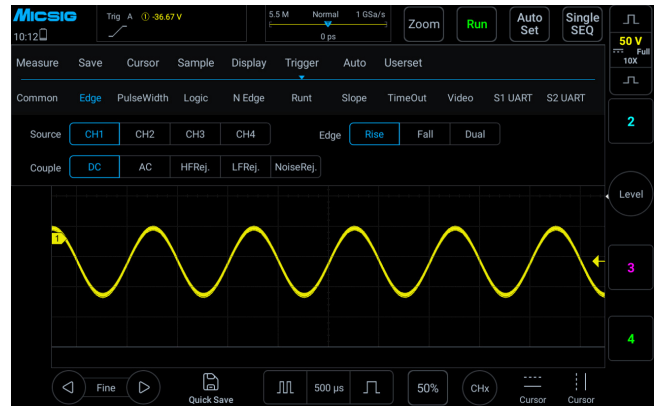 Micsig
10:12
Trig A ① -36.67 V
5.5 M Normal 1 GSa/s
0 ps
Zoom
Run
Auto Set
Single SEQ
50 V
Full
10X
Measure Save Cursor Sample Display Trigger Auto Userset
Common Edge PulseWidth Logic N Edge Runt Slope TimeOut Video S1 UART S2 UART
2
Source CH1 CH2 CH3 CH4 Edge Rise Fall Dual
Couple DC AC HFRej. LFRej. NoiseRej.
Level
1
3
4
Fine
Quick Save
500 µs
50%
CHx
Cursor
Cursor